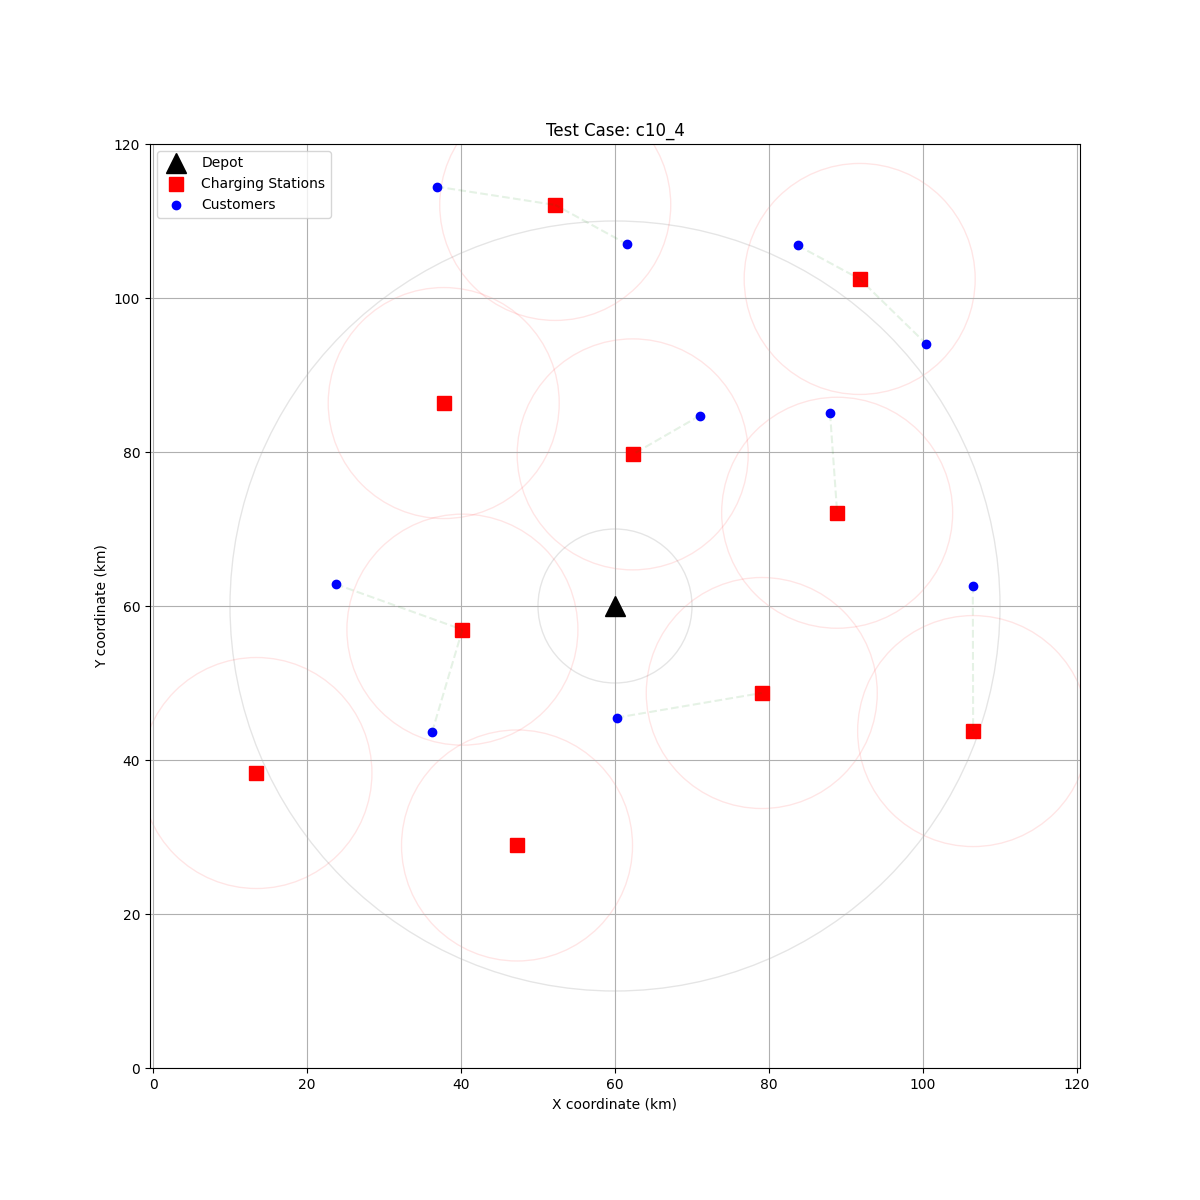 Test Case: c10_4
Depot
Charging Stations
Customers
120
100
80
60
40
20
0
Y coordinate (km)
0 20 40 60 80 100 120
X coordinate (km)